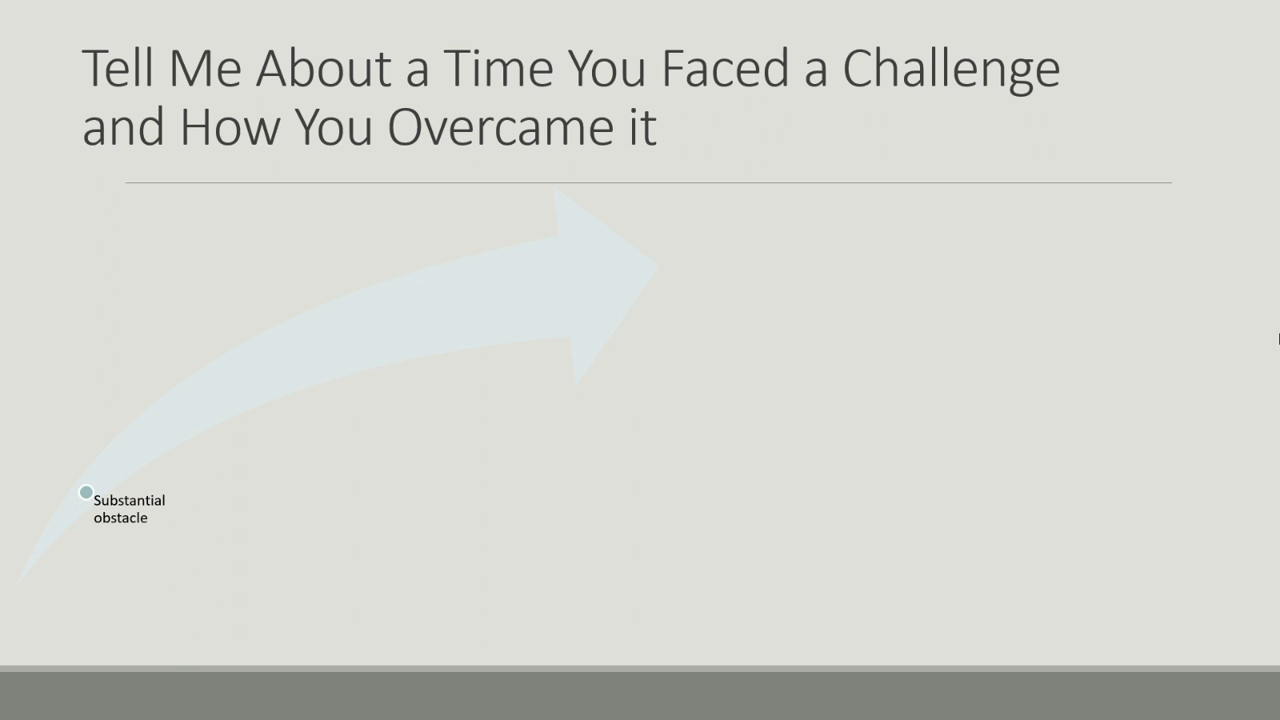 Tell Me About a Time You Faced a Challenge
and How You Overcame it
Substantial
obstacle